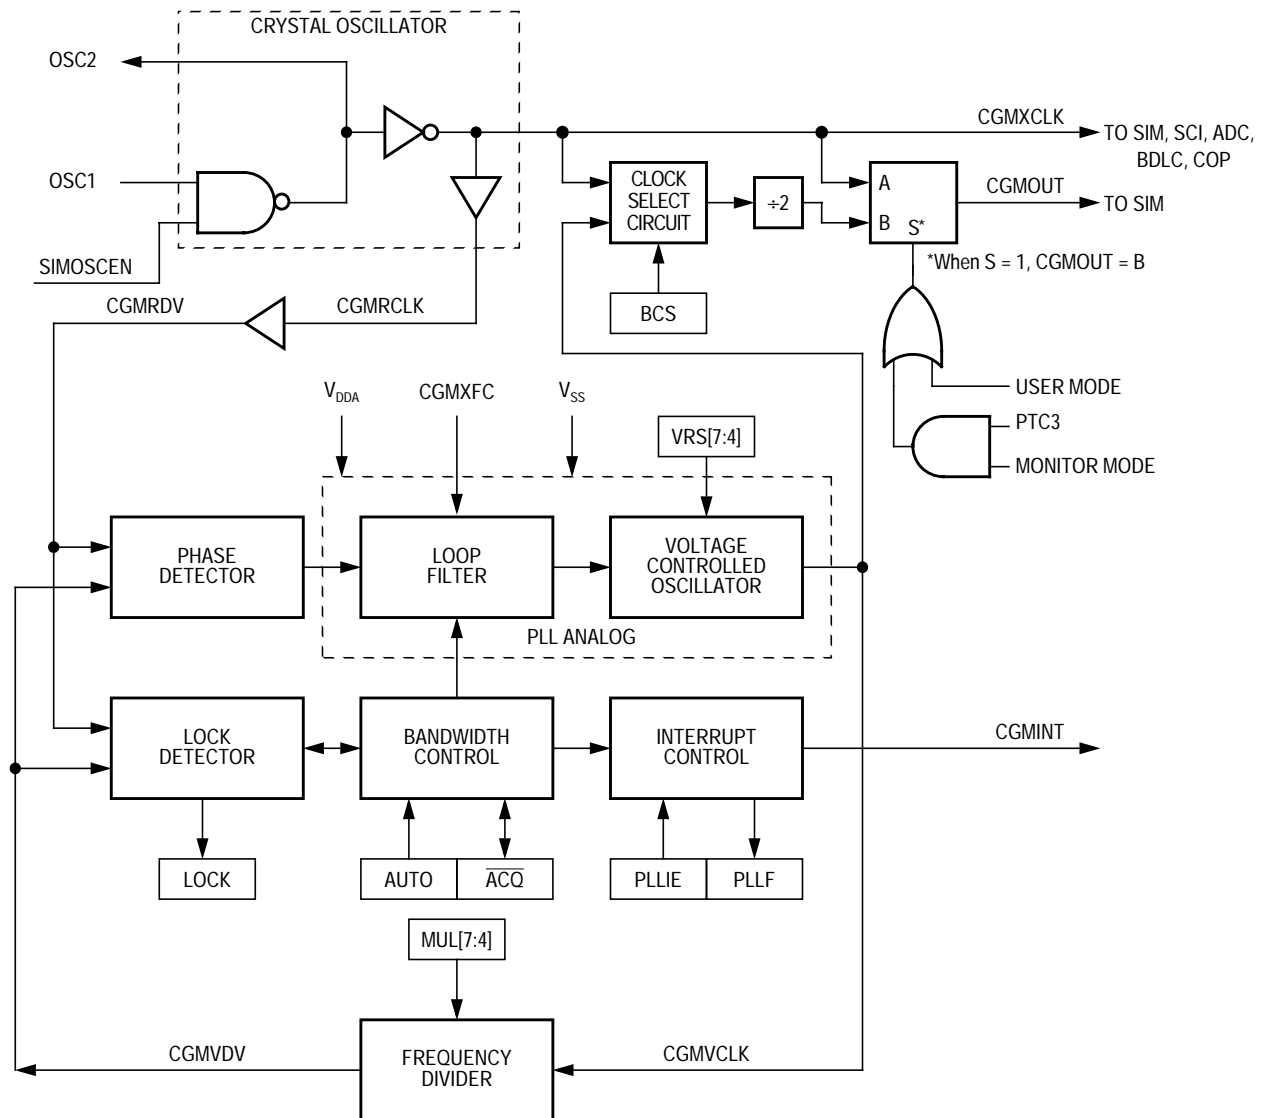 CRYSTAL OSCILLATOR
OSC2
CGMXCLK
TO SIM, SCI, ADC,
BDLC, COP
OSC1
CLOCK
SELECT
CIRCUIT
÷2
A
B
S*
CGMOUT
TO SIM
*When S = 1, CGMOUT = B
SIMOSCEN
CGMRDV
CGMRCLK
BCS
VDDA
CGMXFC
VSS
VRS[7:4]
USER MODE
PTC3
MONITOR MODE
PHASE
DETECTOR
LOOP
FILTER
VOLTAGE
CONTROLLED
OSCILLATOR
PLL ANALOG
LOCK
DETECTOR
BANDWIDTH
CONTROL
INTERRUPT
CONTROL
CGMINT
LOCK
AUTO
A̅C̅Q̅
PLLIE
PLLF
MUL[7:4]
CGMVDV
FREQUENCY
DIVIDER
CGMVCLK